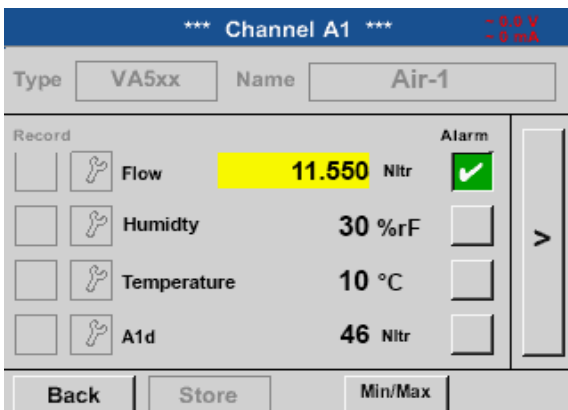 *** Channel A1 *** ~ 0.0 V
~ 0 mA
Type VA5xx Name Air-1
Record Alarm
Flow 11.550 Nltr
Humidty 30 %rF
>
Temperature 10 °C
A1d 46 Nltr
Back Store Min/Max